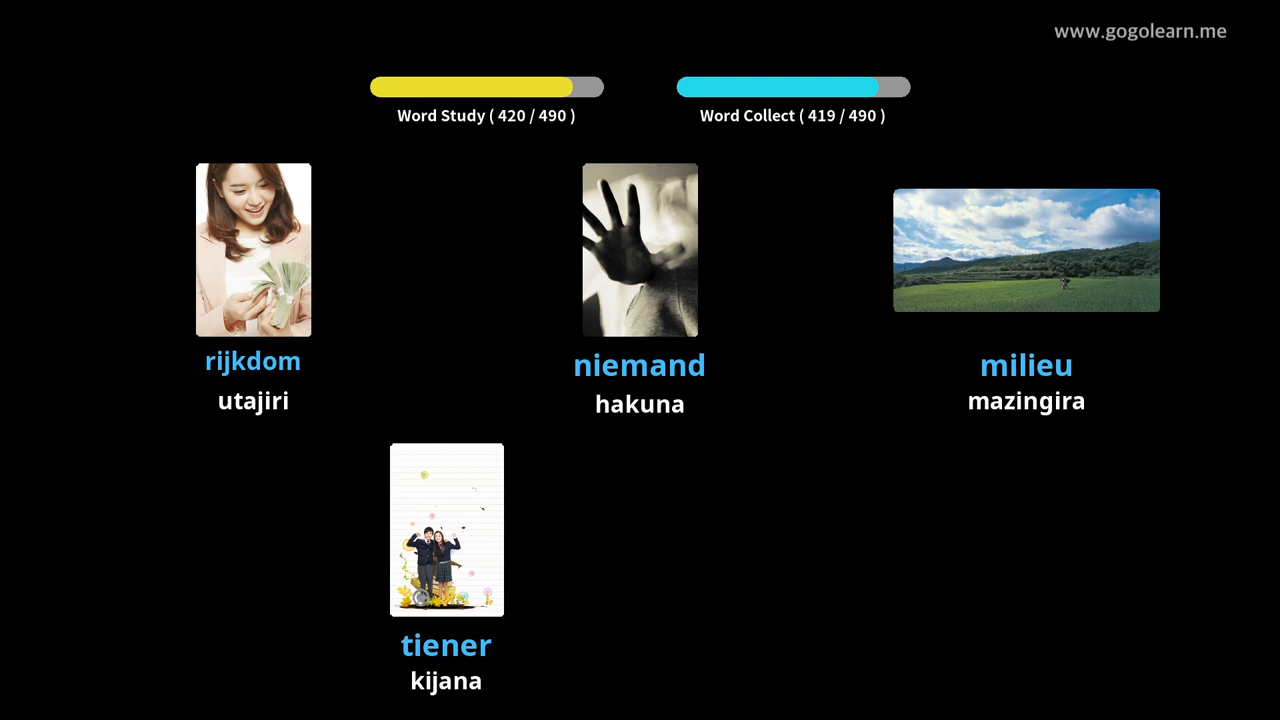 www.gogolearn.me
Word Study ( 420 / 490 )
Word Collect ( 419 / 490 )
rijkdom
utajiri
niemand
hakuna
milieu
mazingira
tiener
kijana